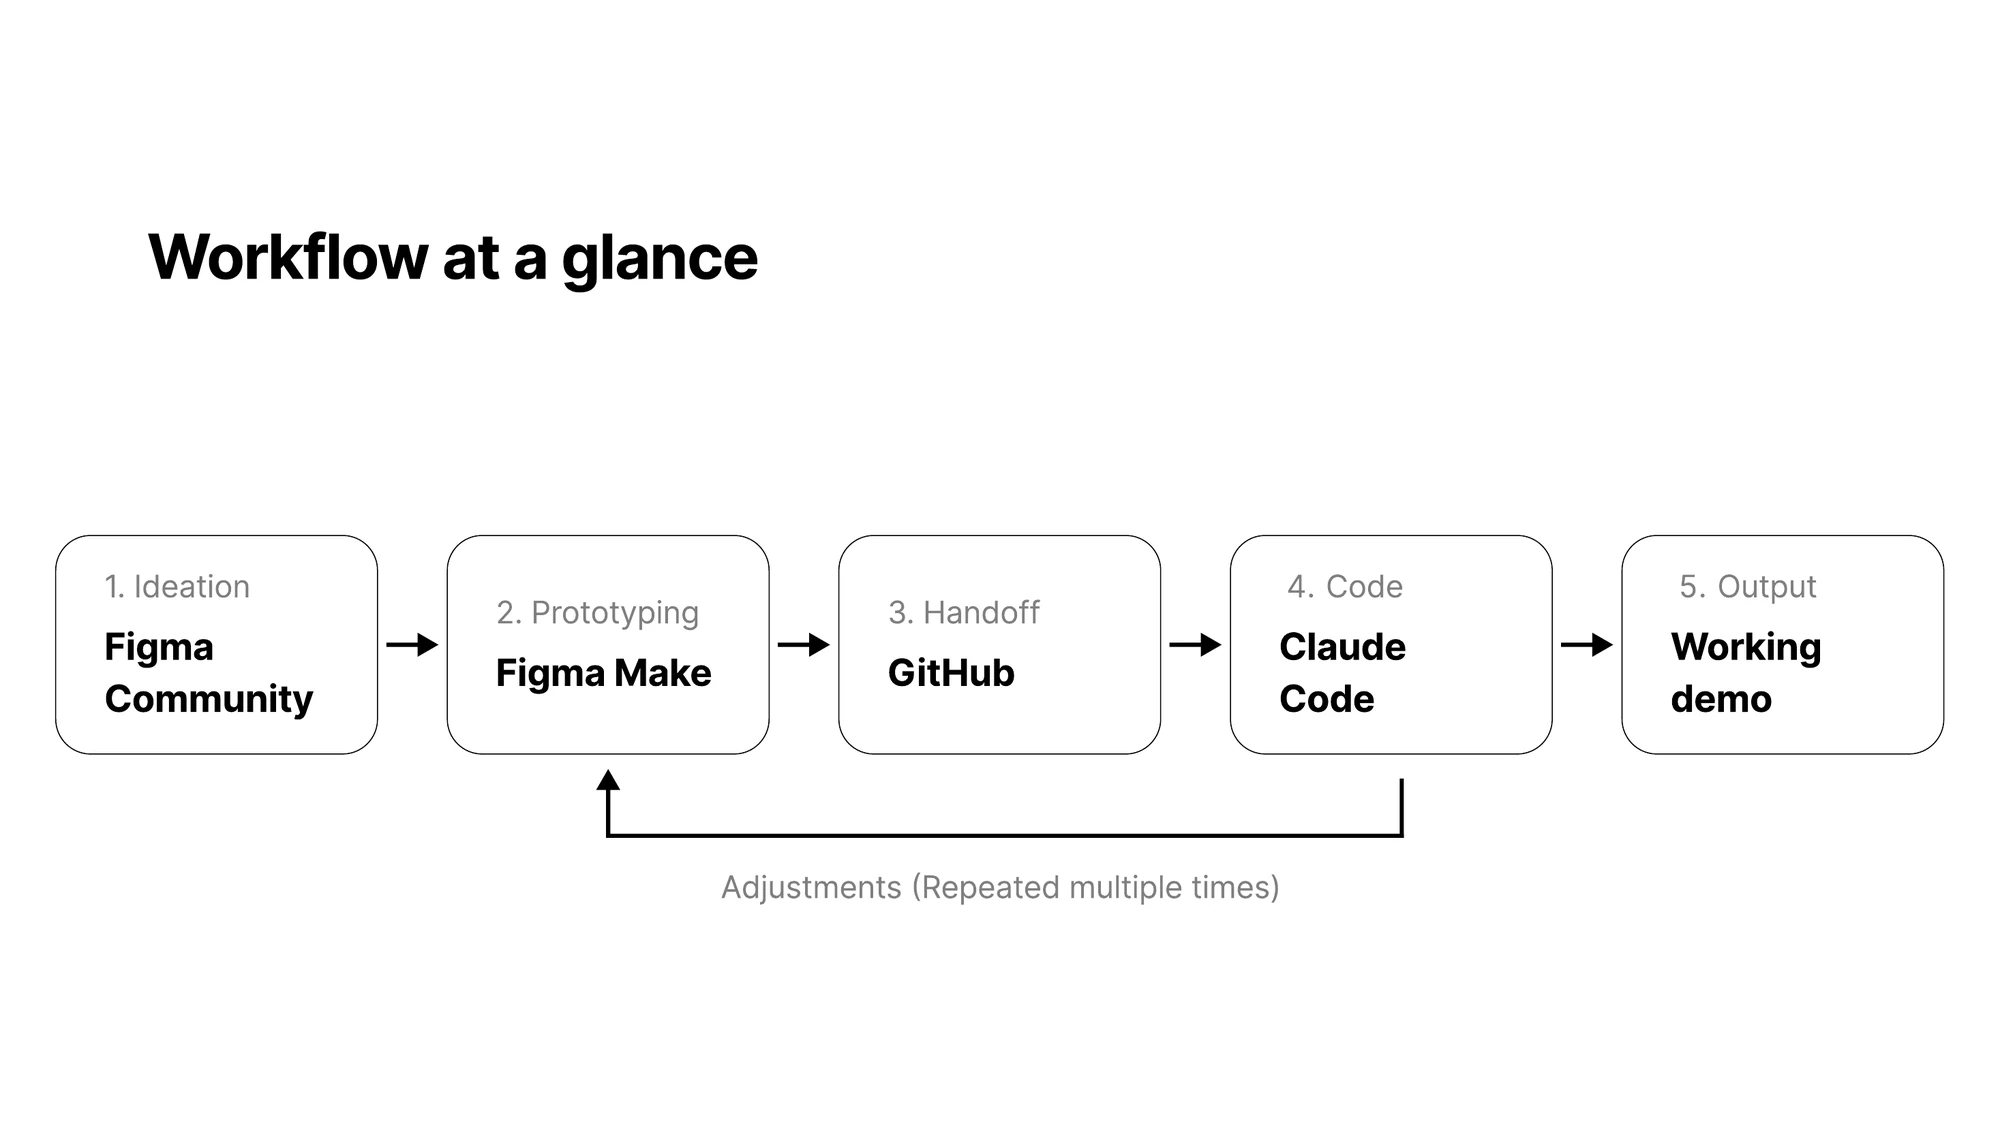 Workflow at a glance
1. Ideation
Figma
Community
2. Prototyping
Figma Make
3. Handoff
GitHub
4. Code
Claude
Code
5. Output
Working
demo
Adjustments (Repeated multiple times)